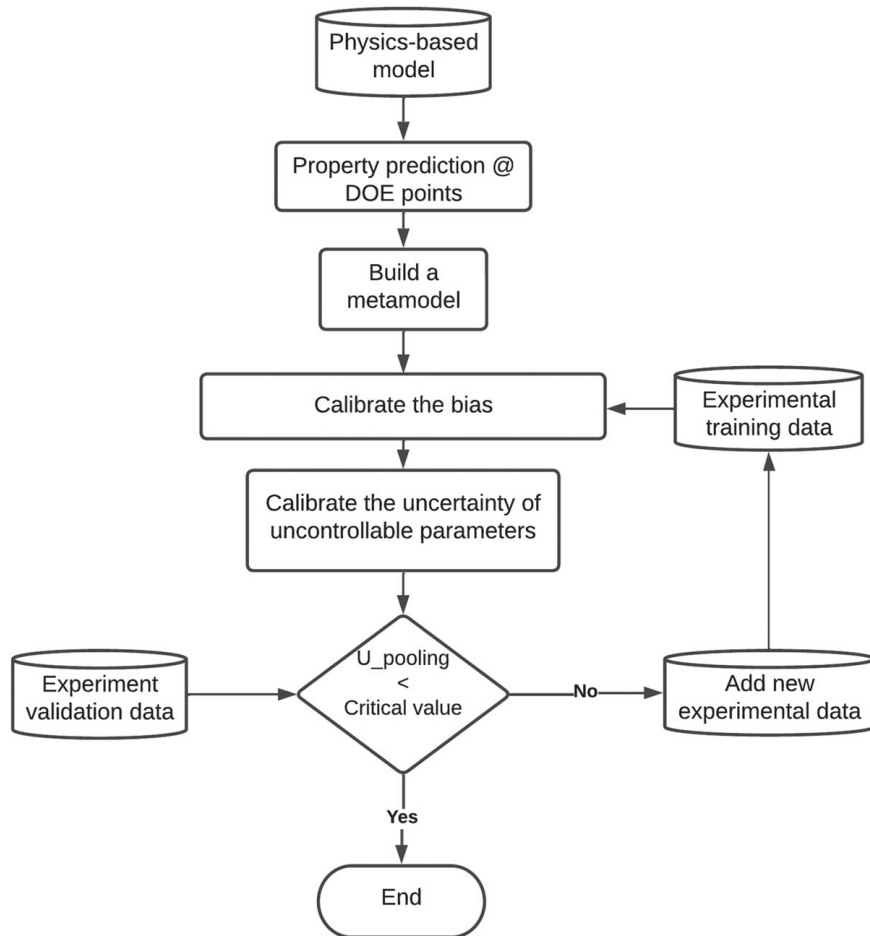 Physics-based
model
Property prediction @
DOE points
Build a
metamodel
Calibrate the bias
Experimental
training data
Calibrate the uncertainty of
uncontrollable parameters
U_pooling
<
Critical value
Experiment
validation data
No
Add new
experimental data
Yes
End